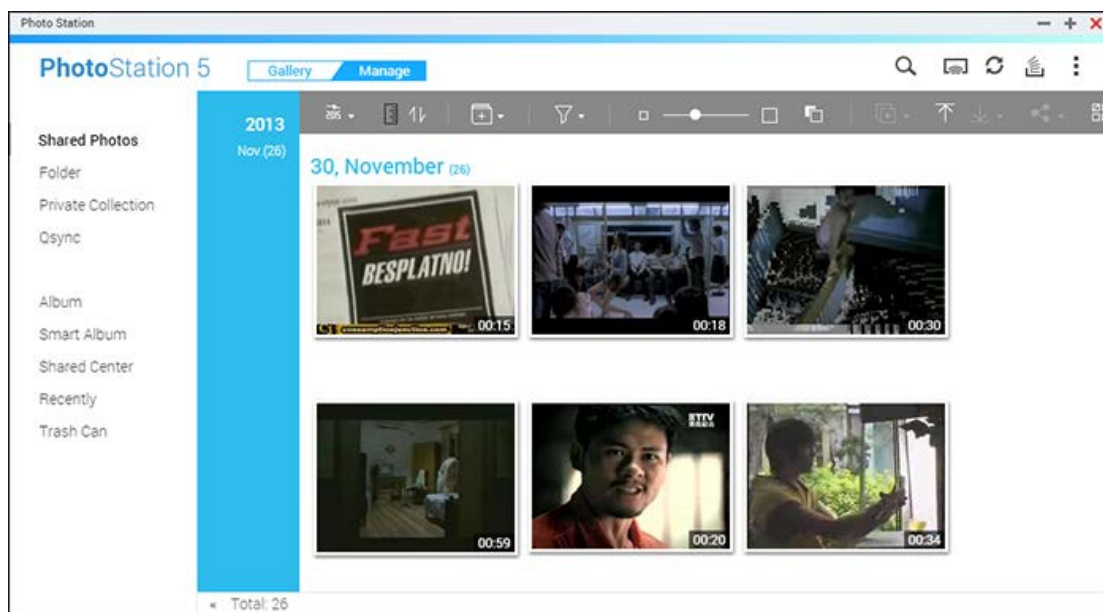 Photo Station
PhotoStation 5
Gallery
Manage
2013
Nov.(26)
Shared Photos
Folder
Private Collection
Qsync
Album
Smart Album
Shared Center
Recently
Trash Can
30, November (26)
Fast
BESPLATNO!
00:15
00:18
00:30
00:59
TTV
00:20
00:34
« Total: 26